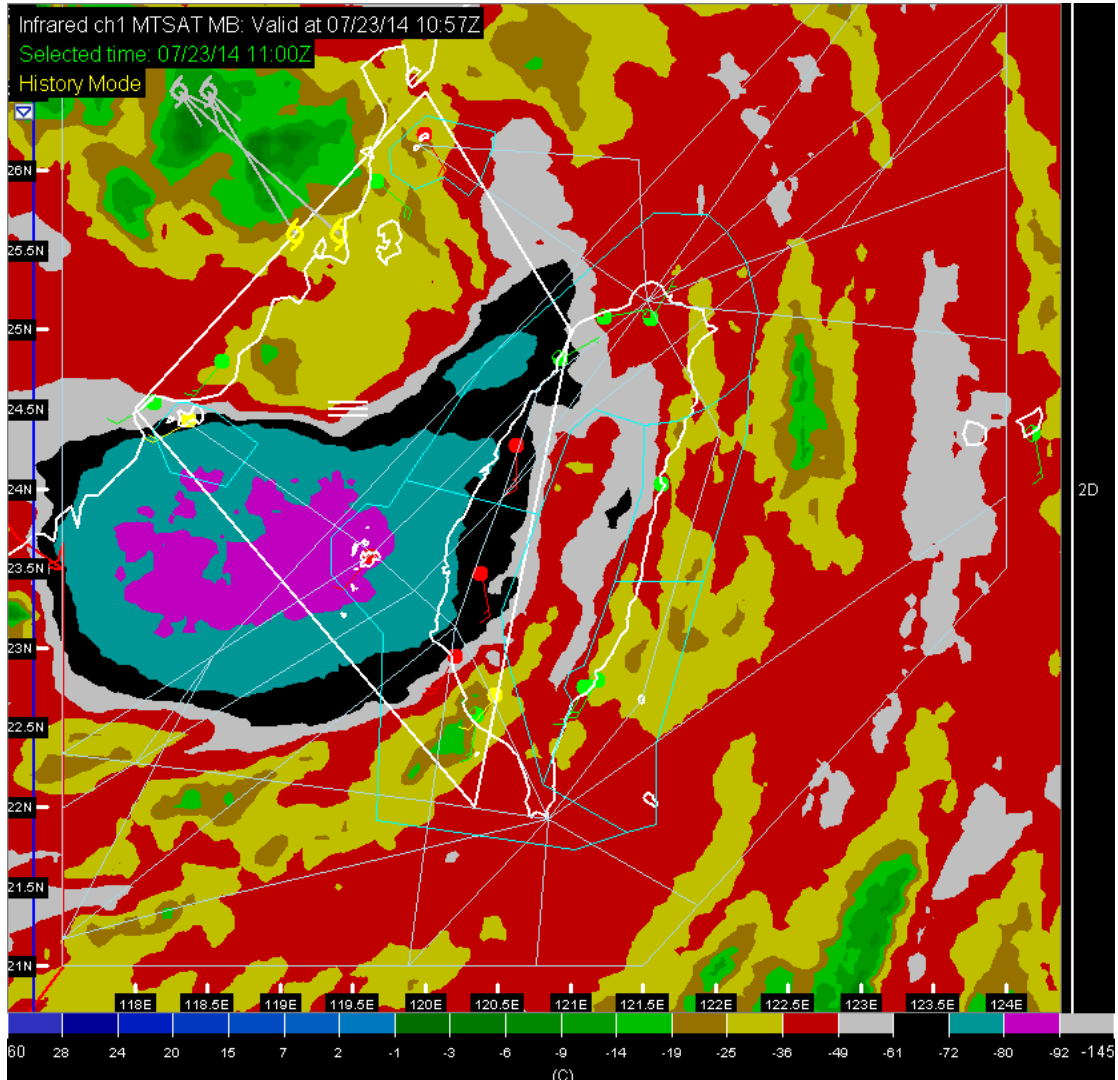 Infrared ch1 MTSAT MB: Valid at 07/23/14 10:57Z
Selected time: 07/23/14 11:00Z
History Mode
26N
25.5N
25N
24.5N
24N
23.5N
23N
22.5N
22N
21.5N
21N
2D
118E 118.5E 119E 119.5E 120E 120.5E 121E 121.5E 122E 122.5E 123E 123.5E 124E
60 28 24 20 15 7 2 -1 -3 -6 -9 -14 -19 -25 -36 -49 -61 -72 -80 -92 -145
(C)